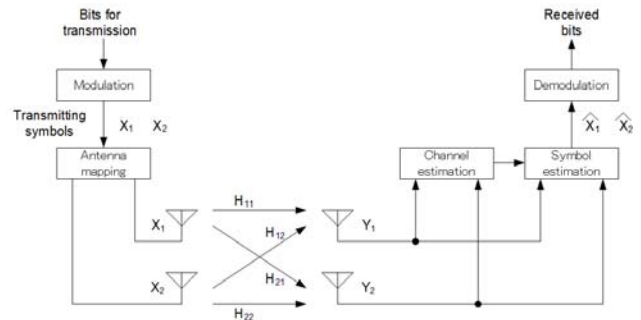 Bits for
transmission
Modulation
Transmitting
symbols
X1 X2
Antenna
mapping
X1
X2
H11
H12
H21
H22
Y1
Y2
Channel
estimation
Symbol
estimation
X̂1 X̂2
Demodulation
Received
bits